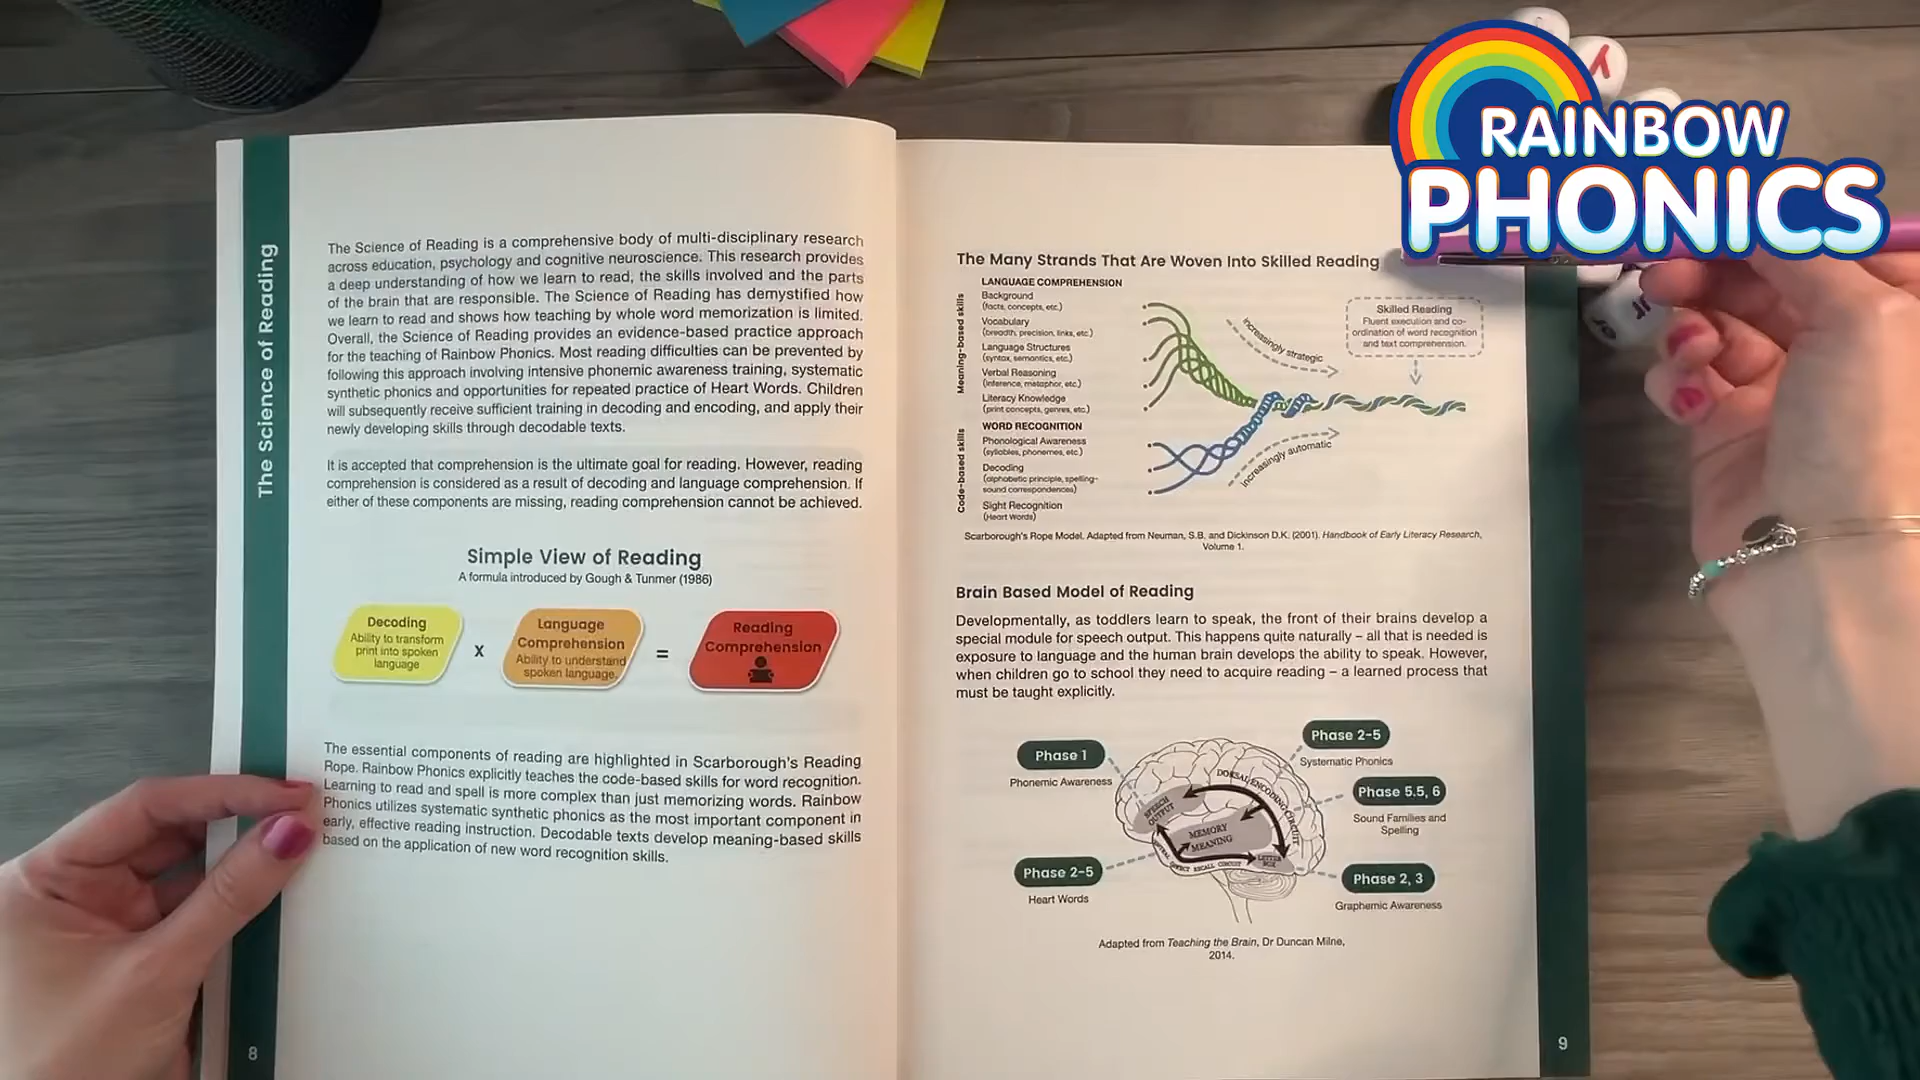 RAINBOW
PHONICS
The Science of Reading
The Science of Reading is a comprehensive body of multi-disciplinary research
across education, psychology and cognitive neuroscience. This research provides
a deep understanding of how we learn to read, the skills involved and the parts
of the brain that are responsible. The Science of Reading has demystified how
we learn to read and shows how teaching by whole word memorization is limited.
Overall, the Science of Reading provides an evidence-based practice approach
for the teaching of Rainbow Phonics. Most reading difficulties can be prevented by
following this approach involving intensive phonemic awareness training, systematic
synthetic phonics and opportunities for repeated practice of Heart Words. Children
will subsequently receive sufficient training in decoding and encoding, and apply their
newly developing skills through decodable texts.
It is accepted that comprehension is the ultimate goal for reading. However, reading
comprehension is considered as a result of decoding and language comprehension. If
either of these components are missing, reading comprehension cannot be achieved.
Simple View of Reading
A formula introduced by Gough & Tunmer (1986)
Decoding
Ability to transform
print into spoken
language
x
Language
Comprehension
Ability to understand
spoken language.
=
Reading
Comprehension
The essential components of reading are highlighted in Scarborough's Reading
Rope. Rainbow Phonics explicitly teaches the code-based skills for word recognition.
Learning to read and spell is more complex than just memorizing words. Rainbow
Phonics utilizes systematic synthetic phonics as the most important component in
early, effective reading instruction. Decodable texts develop meaning-based skills
based on the application of new word recognition skills.
8
The Many Strands That Are Woven Into Skilled Reading
Meaning-based skills
LANGUAGE COMPREHENSION
Background
(facts, concepts, etc.)
Vocabulary
(breadth, precision, links, etc.)
Language Structures
(syntax, semantics, etc.)
Verbal Reasoning
(inference, metaphor, etc.)
Literacy Knowledge
(print concepts, genres, etc.)
Code-based skills
WORD RECOGNITION
Phonological Awareness
(syllables, phonemes, etc.)
Decoding
(alphabetic principle, spelling-
sound correspondences)
Sight Recognition
(Heart Words)
increasingly strategic
increasingly automatic
Skilled Reading
Fluent execution and co-
ordination of word recognition
and text comprehension.
Scarborough's Rope Model. Adapted from Neuman, S.B. and Dickinson D.K. (2001). Handbook of Early Literacy Research,
Volume 1.
Brain Based Model of Reading
Developmentally, as toddlers learn to speak, the front of their brains develop a
special module for speech output. This happens quite naturally – all that is needed is
exposure to language and the human brain develops the ability to speak. However,
when children go to school they need to acquire reading – a learned process that
must be taught explicitly.
Phase 1
Phonemic Awareness
Phase 2-5
Systematic Phonics
Phase 5.5, 6
Sound Families and
Spelling
Phase 2-5
Heart Words
Phase 2, 3
Graphemic Awareness
SPEECH
OUTPUT
DORSAL ENCODING CIRCUIT
MEMORY
MEANING
LETTER
BOX
DIRECT RECALL CIRCUIT
Adapted from Teaching the Brain, Dr Duncan Milne,
2014.
9